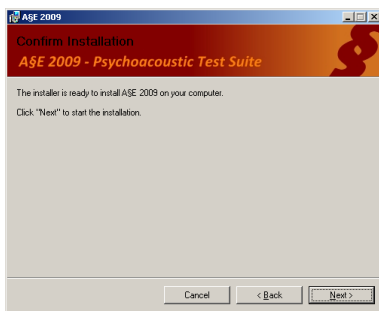 A§E 2009
Confirm Installation
A§E 2009 - Psychoacoustic Test Suite
The installer is ready to install A§E 2009 on your computer.
Click "Next" to start the installation.
Cancel
< Back
Next >